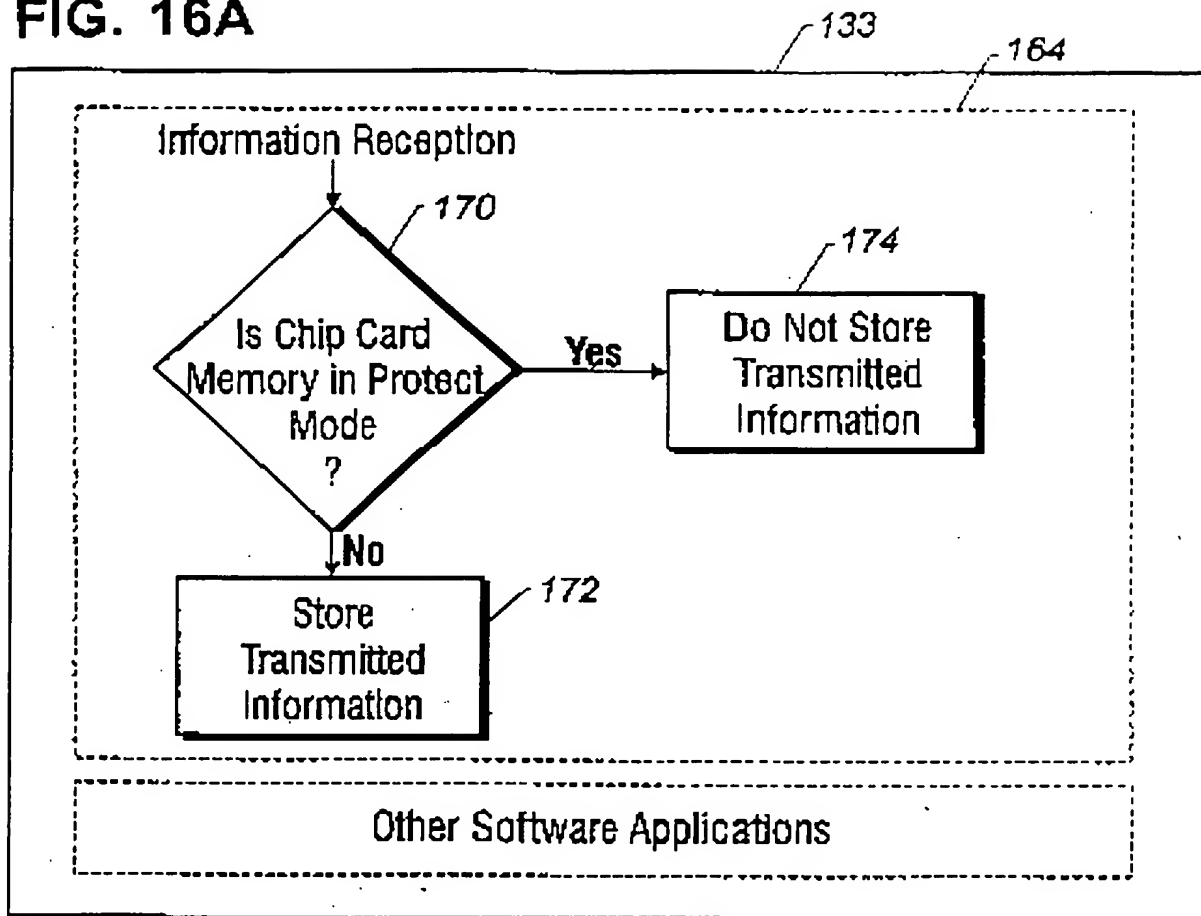 FIG. 16A
133
164
Information Reception
170
174
Is Chip Card
Memory in Protect
Mode
?
Yes
Do Not Store
Transmitted
Information
No
172
Store
Transmitted
Information
Other Software Applications